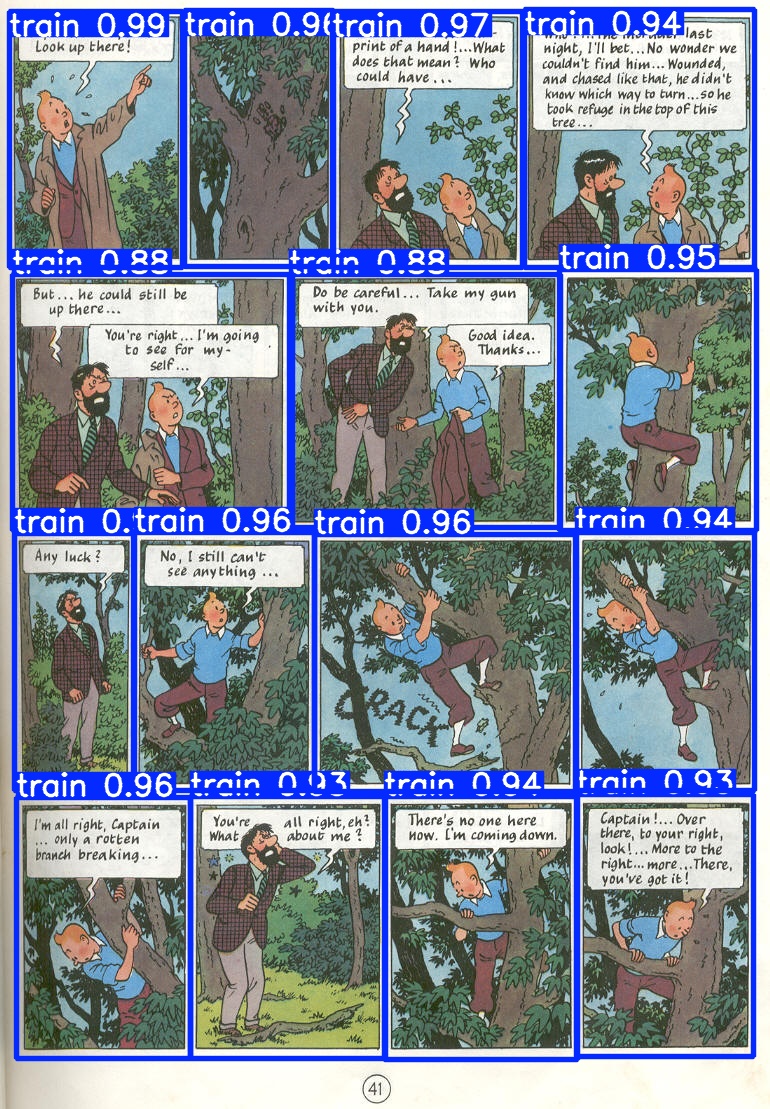 train 0.99
Look up there!
train 0.96
train 0.97
print of a hand!...What
does that mean? Who
could have...
train 0.94
last
night, I'll bet...No wonder we
couldn't find him...Wounded,
and chased like that, he didn't
know which way to turn...so he
took refuge in the top of this
tree...
train 0.88
But... he could still be
up there...
You're right... I'm going
to see for my-
self...
train 0.88
Do be careful... Take my gun
with you.
Good idea.
Thanks...
train 0.95
train 0.
Any luck?
train 0.96
No, I still can't
see anything ...
train 0.96
CRACK
train 0.94
train 0.96
I'm all right, Captain
... only a rotten
branch breaking...
train 0.93
You're all right, eh?
What about me?
train 0.94
There's no one here
now. I'm coming down.
train 0.93
Captain!... Over
there, to your right,
look!... More to the
right... more... There,
you've got it!
41